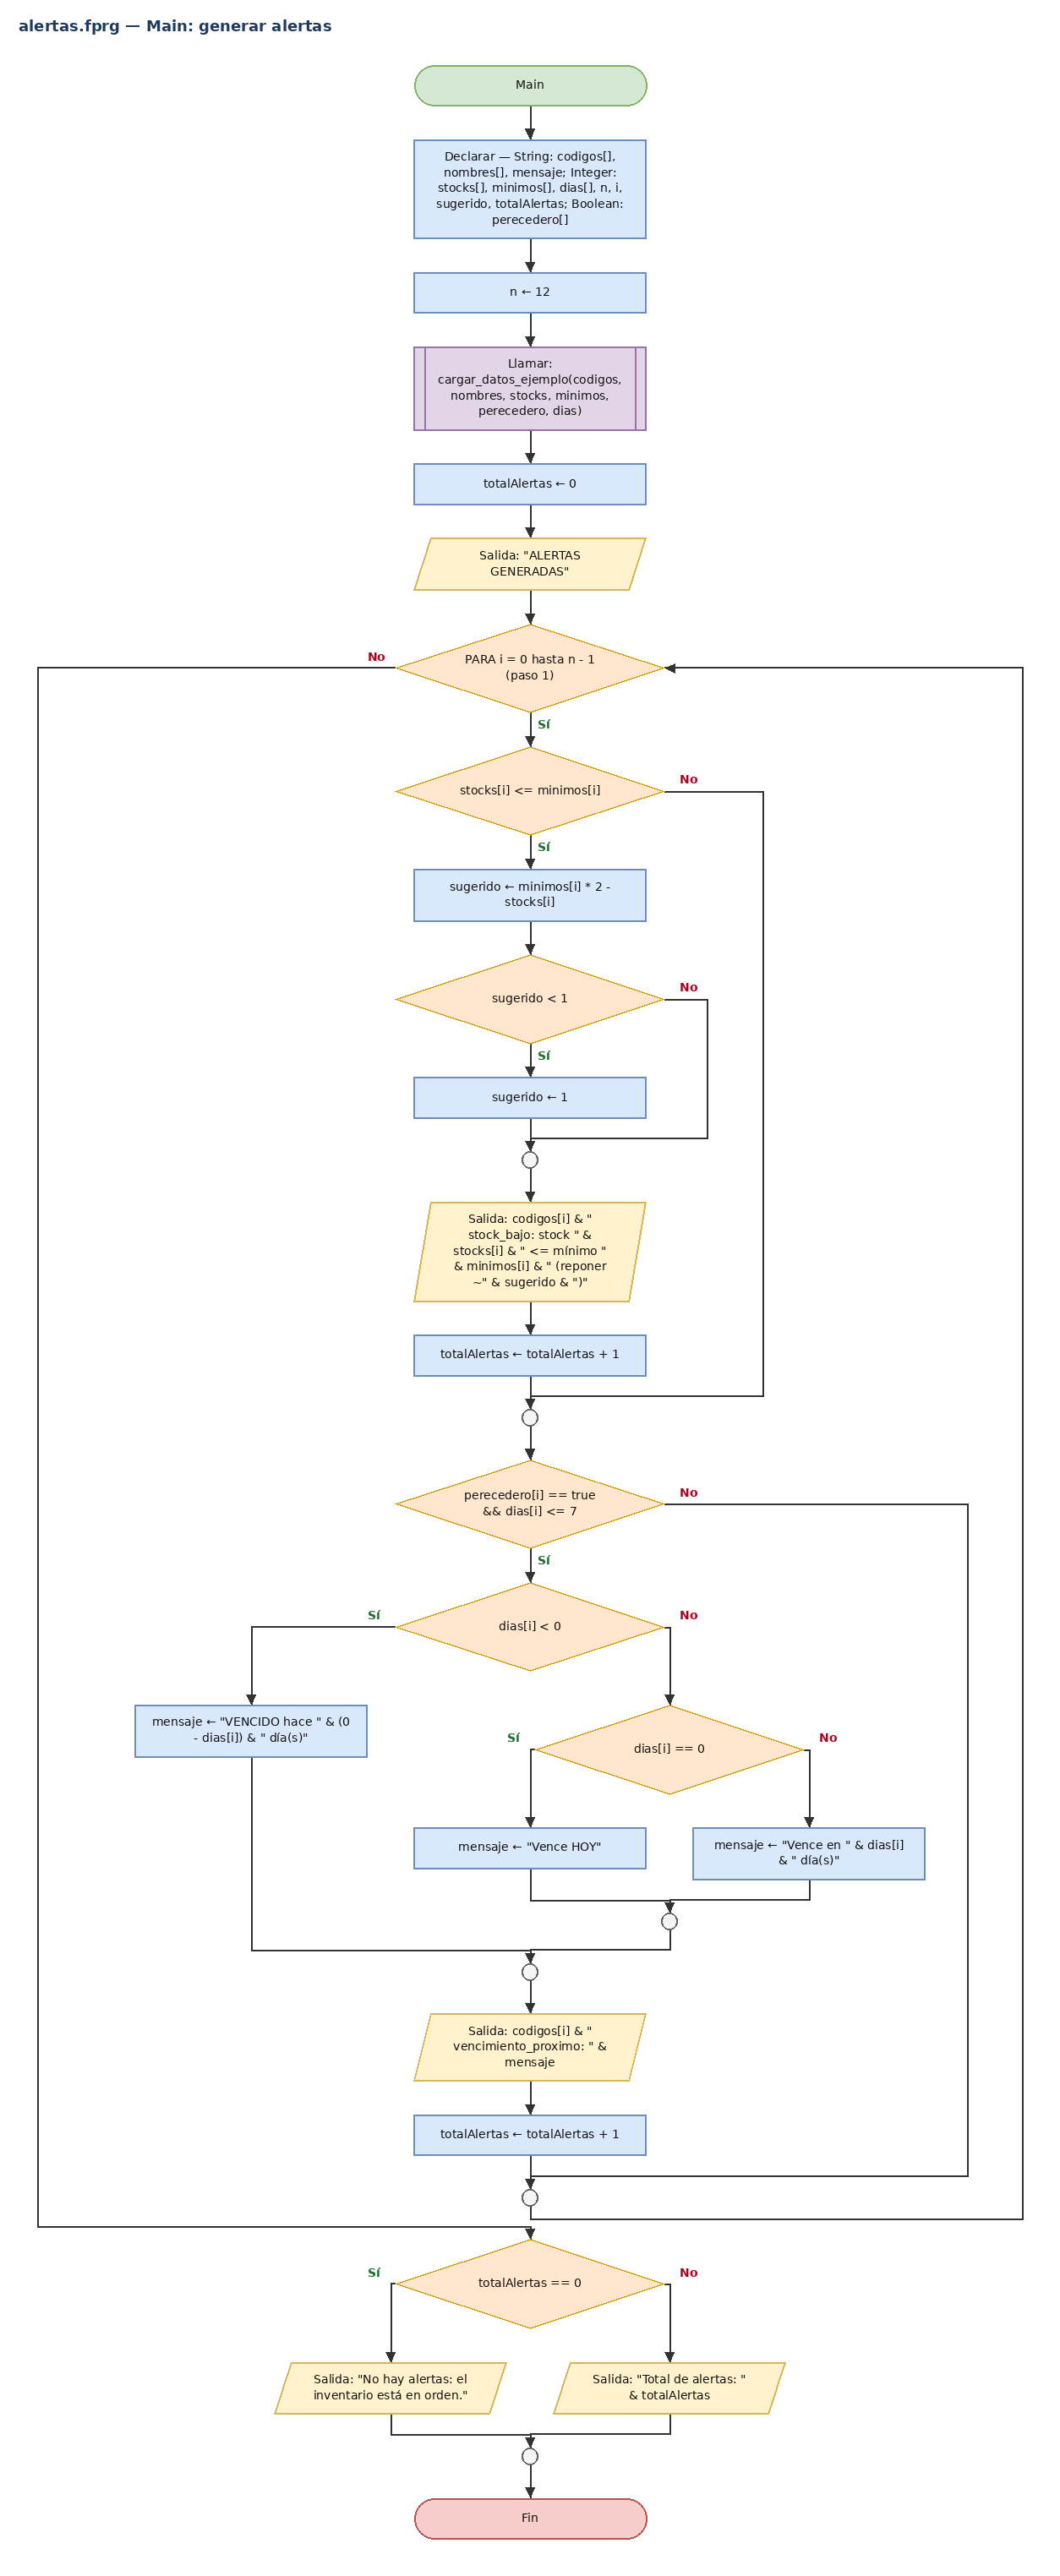 alertas.fprg — Main: generar alertas
Main
Declarar — String: codigos[],
nombres[], mensaje; Integer:
stocks[], minimos[], dias[], n, i,
sugerido, totalAlertas; Boolean:
perecedero[]
n ← 12
Llamar:
cargar_datos_ejemplo(codigos,
nombres, stocks, minimos,
perecedero, dias)
totalAlertas ← 0
Salida: "ALERTAS
GENERADAS"
No
PARA i = 0 hasta n - 1
(paso 1)
Sí
stocks[i] <= minimos[i]
No
Sí
sugerido ← minimos[i] * 2 -
stocks[i]
sugerido < 1
No
Sí
sugerido ← 1
Salida: codigos[i] & "
stock_bajo: stock " &
stocks[i] & " <= mínimo "
& minimos[i] & " (reponer
~" & sugerido & ")"
totalAlertas ← totalAlertas + 1
perecedero[i] == true
&& dias[i] <= 7
No
Sí
Sí
dias[i] < 0
No
mensaje ← "VENCIDO hace " & (0
- dias[i]) & " día(s)"
Sí
dias[i] == 0
No
mensaje ← "Vence HOY"
mensaje ← "Vence en " & dias[i]
& " día(s)"
Salida: codigos[i] & "
vencimiento_proximo: " &
mensaje
totalAlertas ← totalAlertas + 1
Sí
totalAlertas == 0
No
Salida: "No hay alertas: el
inventario está en orden."
Salida: "Total de alertas: "
& totalAlertas
Fin